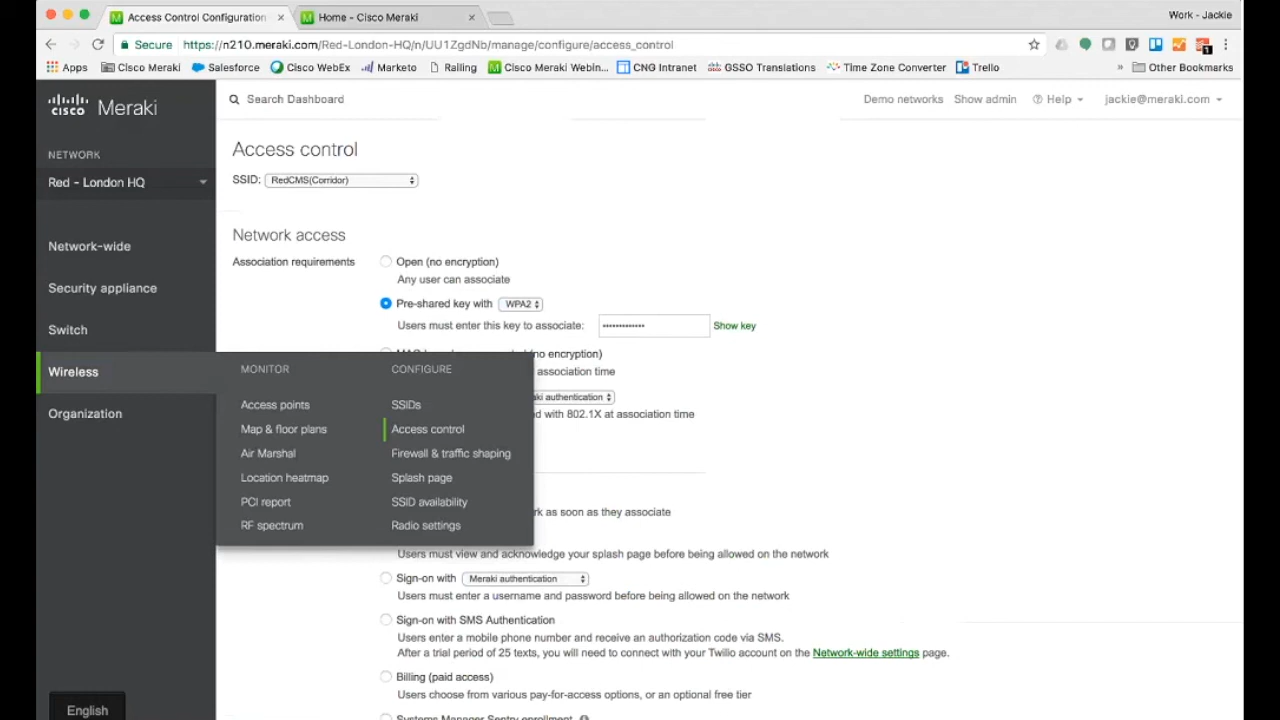 Access Control Configuration
Home - Cisco Meraki
Work - Jackie
Secure
https://n210.meraki.com/Red-London-HQ/n/UU1ZgdNb/manage/configure/access_control
Apps
Cisco Meraki
Salesforce
Cisco WebEx
Marketo
Railing
Cisco Meraki Webin...
CNG Intranet
GSSO Translations
Time Zone Converter
Trello
»
Other Bookmarks
CISCO Meraki
Search Dashboard
Demo networks
Show admin
Help
jackie@meraki.com
NETWORK
Red - London HQ
Network-wide
Security appliance
Switch
Wireless
Organization
English
Access control
SSID: RedCMS(Corridor)
Network access
Association requirements
Open (no encryption)
Any user can associate
Pre-shared key with WPA2
Users must enter this key to associate: ••••••••••••• Show key
no encryption)
association time
aki authentication
d with 802.1X at association time
MONITOR
Access points
Map & floor plans
Air Marshal
Location heatmap
PCI report
RF spectrum
CONFIGURE
SSIDs
Access control
Firewall & traffic shaping
Splash page
SSID availability
Radio settings
rk as soon as they associate
Users must view and acknowledge your splash page before being allowed on the network
Sign-on with Meraki authentication
Users must enter a username and password before being allowed on the network
Sign-on with SMS Authentication
Users enter a mobile phone number and receive an authorization code via SMS.
After a trial period of 25 texts, you will need to connect with your Twilio account on the Network-wide settings page.
Billing (paid access)
Users choose from various pay-for-access options, or an optional free tier
Systems Manager Sentry enrollment